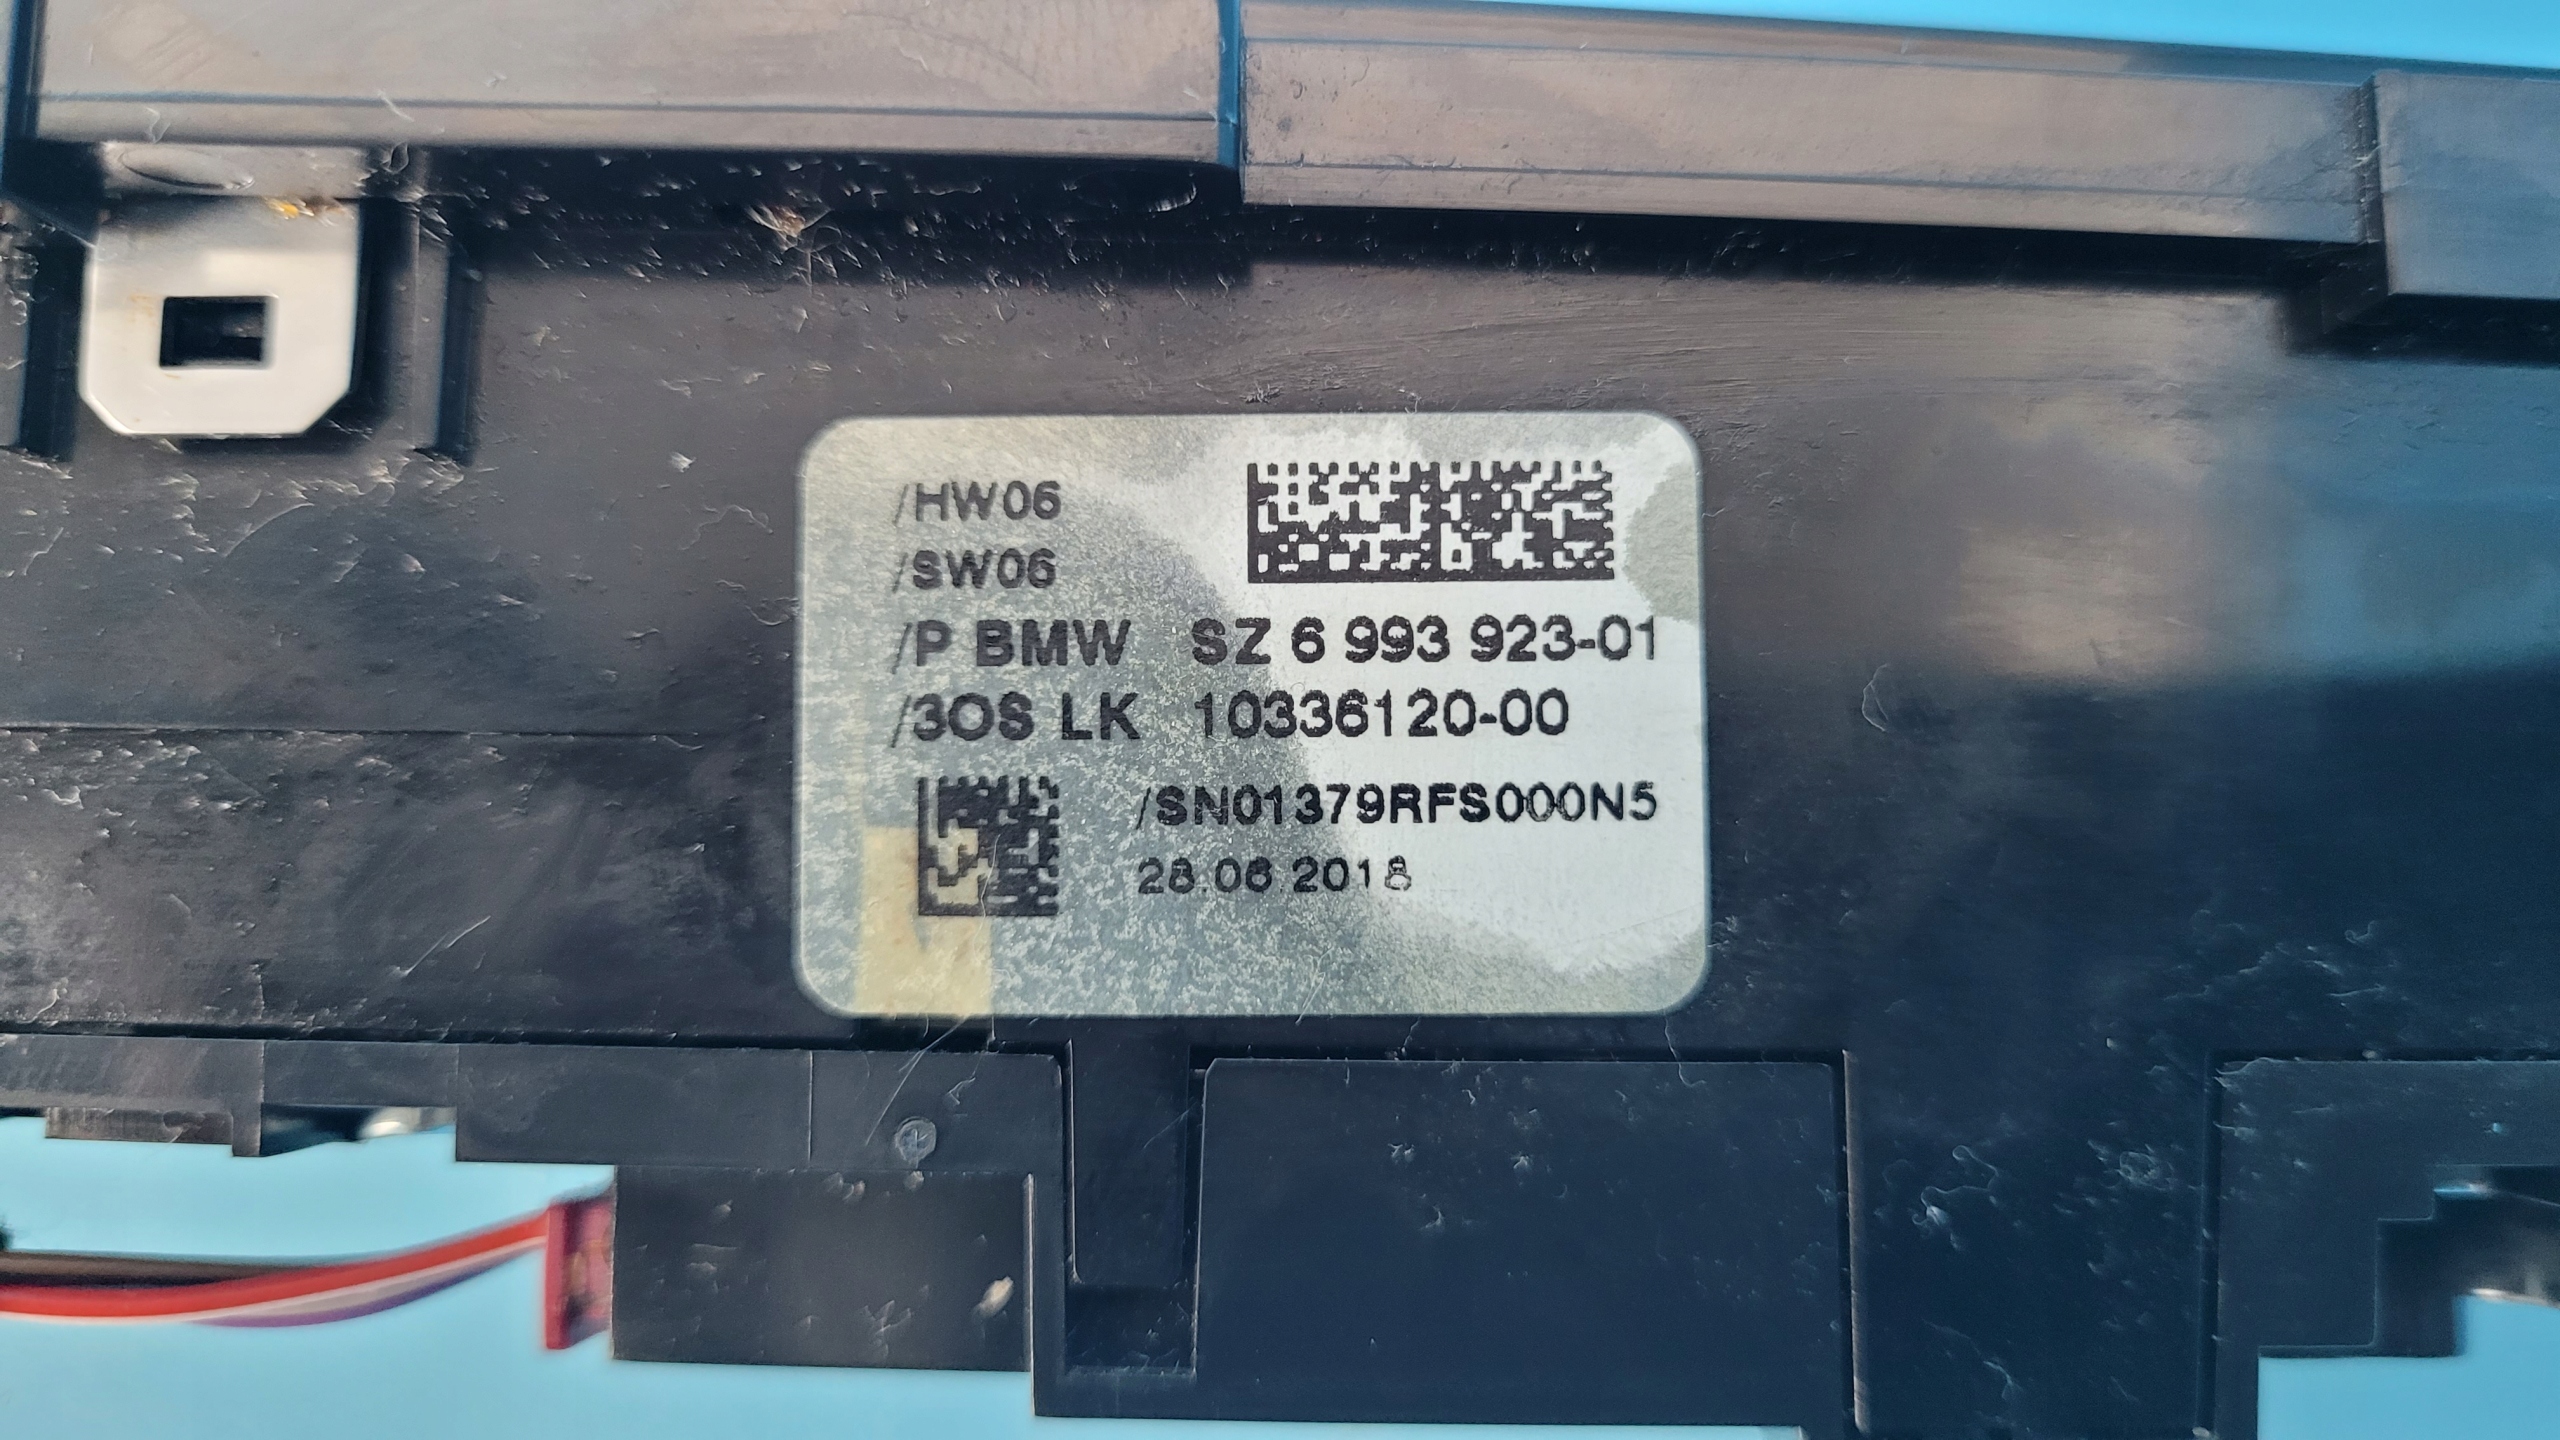 /HW06
/SW06
/P BMW SZ 6 993 923-01
/3OS LK 10336120-00
/SN01379RFS000N5
28.06.2018